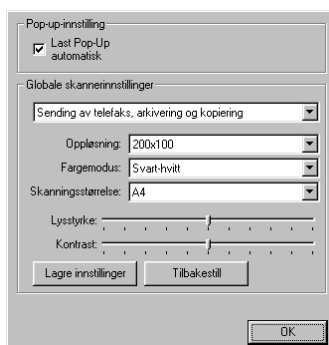 Pop-up-innstilling
Last Pop-Up
automatisk
Globale skannerinnstillinger
Sending av telefaks, arkivering og kopiering
Oppløsning: 200x100
Fargemodus: Svart-hvitt
Skanningsstørrelse: A4
Lysstyrke:
Kontrast:
Lagre innstillinger Tilbakestill
OK